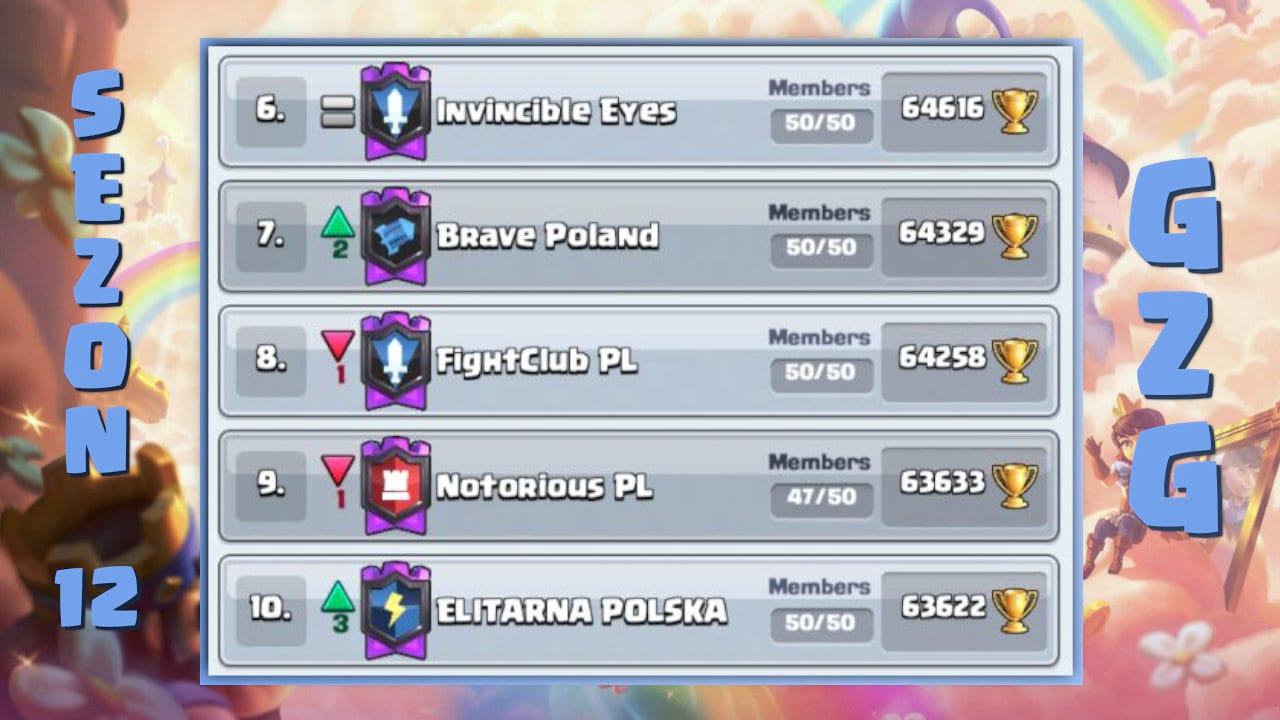 SEZON
12
6. Invincible Eyes Members 50/50 64616
7. 2 Brave Poland Members 50/50 64329
8. 1 FightClub PL Members 50/50 64258
9. 1 Notorious PL Members 47/50 63633
10. 3 ELITARNA POLSKA Members 50/50 63622
GZG